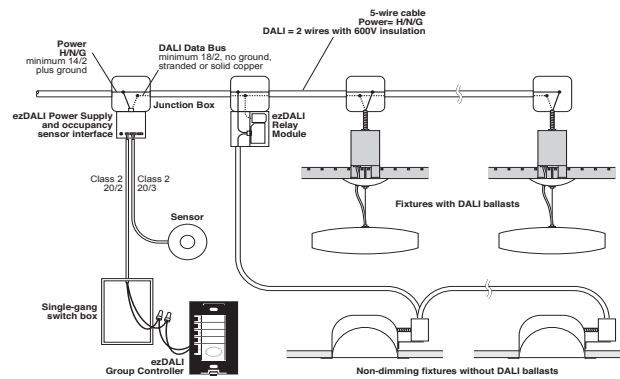 5-wire cable
Power= H/N/G
DALI = 2 wires with 600V insulation
Power
H/N/G
minimum 14/2
plus ground
DALI Data Bus
minimum 18/2, no ground,
stranded or solid copper
Junction Box
ezDALI Power Supply
and occupancy
sensor interface
ezDALI
Relay
Module
Class 2
20/2
Class 2
20/3
Sensor
Fixtures with DALI ballasts
Single-gang
switch box
ezDALI
Group Controller
Non-dimming fixtures without DALI ballasts